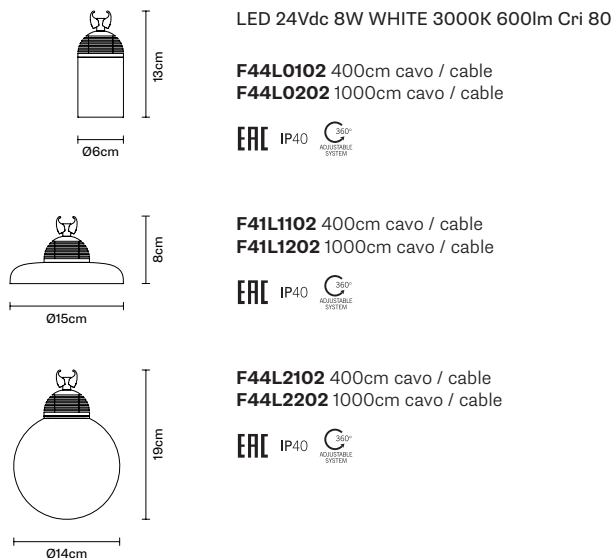 LED 24Vdc 8W WHITE 3000K 600lm Cri 80
13cm
Ø6cm
F44L0102 400cm cavo / cable
F44L0202 1000cm cavo / cable
EAC IP40 360° ADJUSTABLE SYSTEM
8cm
Ø15cm
F41L1102 400cm cavo / cable
F41L1202 1000cm cavo / cable
EAC IP40 360° ADJUSTABLE SYSTEM
19cm
Ø14cm
F44L2102 400cm cavo / cable
F44L2202 1000cm cavo / cable
EAC IP40 360° ADJUSTABLE SYSTEM